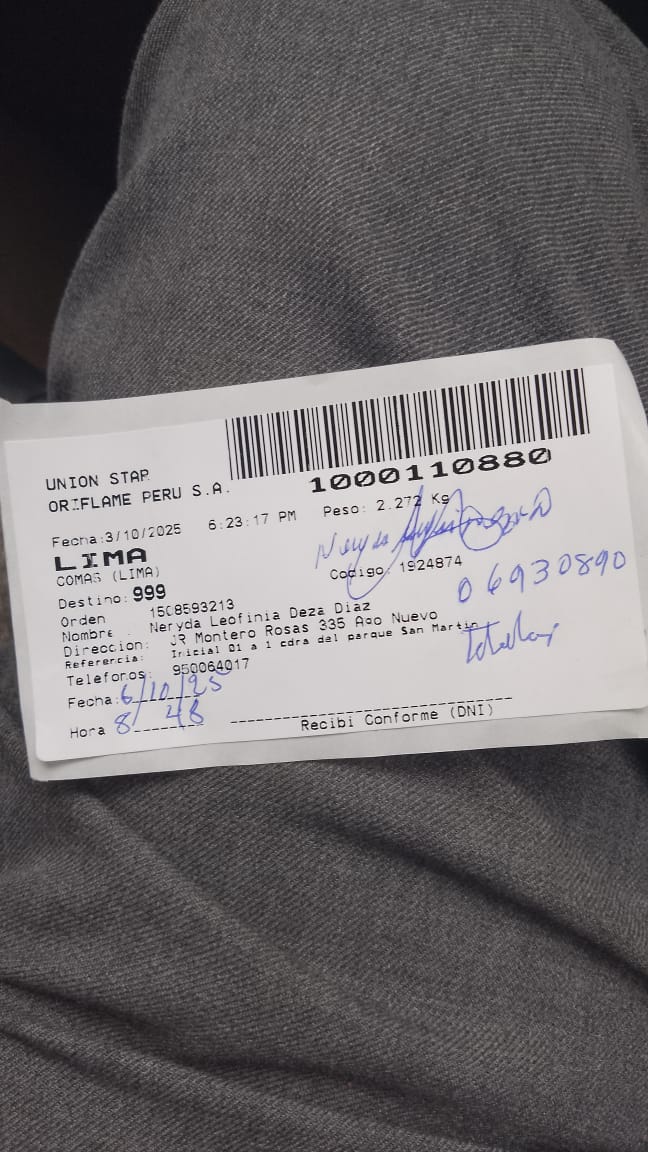 UNION STAR
ORIFLAME PERU S.A.
1000110880
Fecha:3/10/2025 6:23:17 PM Peso: 2.272 Kg
LIMA
COMAS (LIMA)
Codigo: 1924874
Destino: 999
06930890
Orden 1508593213
Nombre : Neryda Leofinia Deza Diaz
Direccion: JR Montero Rosas 335 Ano Nuevo
Referencia: Inicial 01 a 1 cdra del parque San Martin
Telefonos: 950064017
Fecha: 6/10/25
Hora 8 48
Recibi Conforme (DNI)